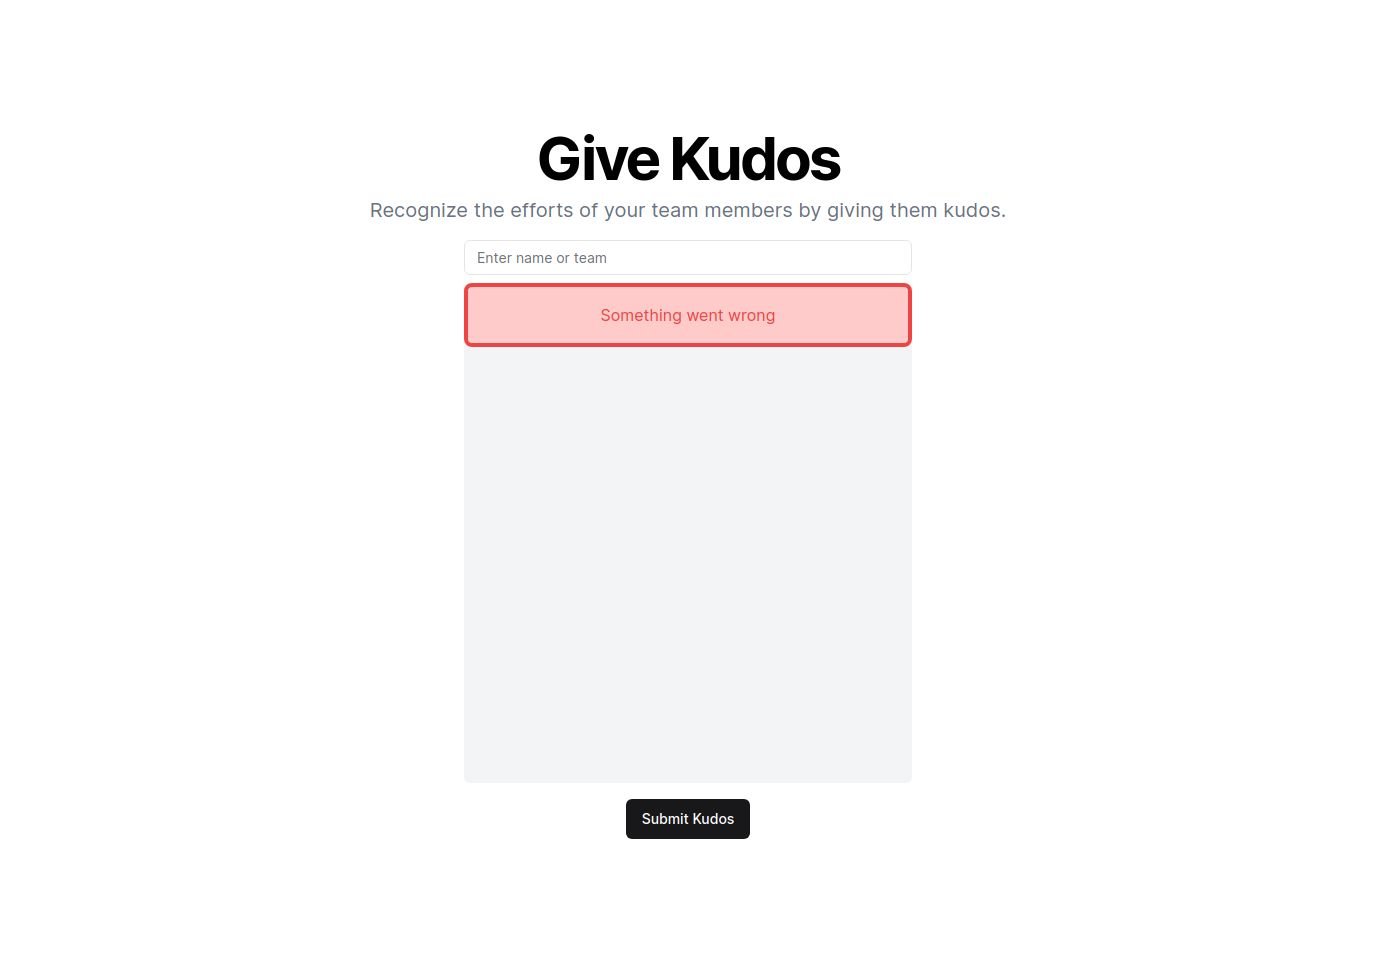 Give Kudos
Recognize the efforts of your team members by giving them kudos.
Enter name or team
Something went wrong
Submit Kudos